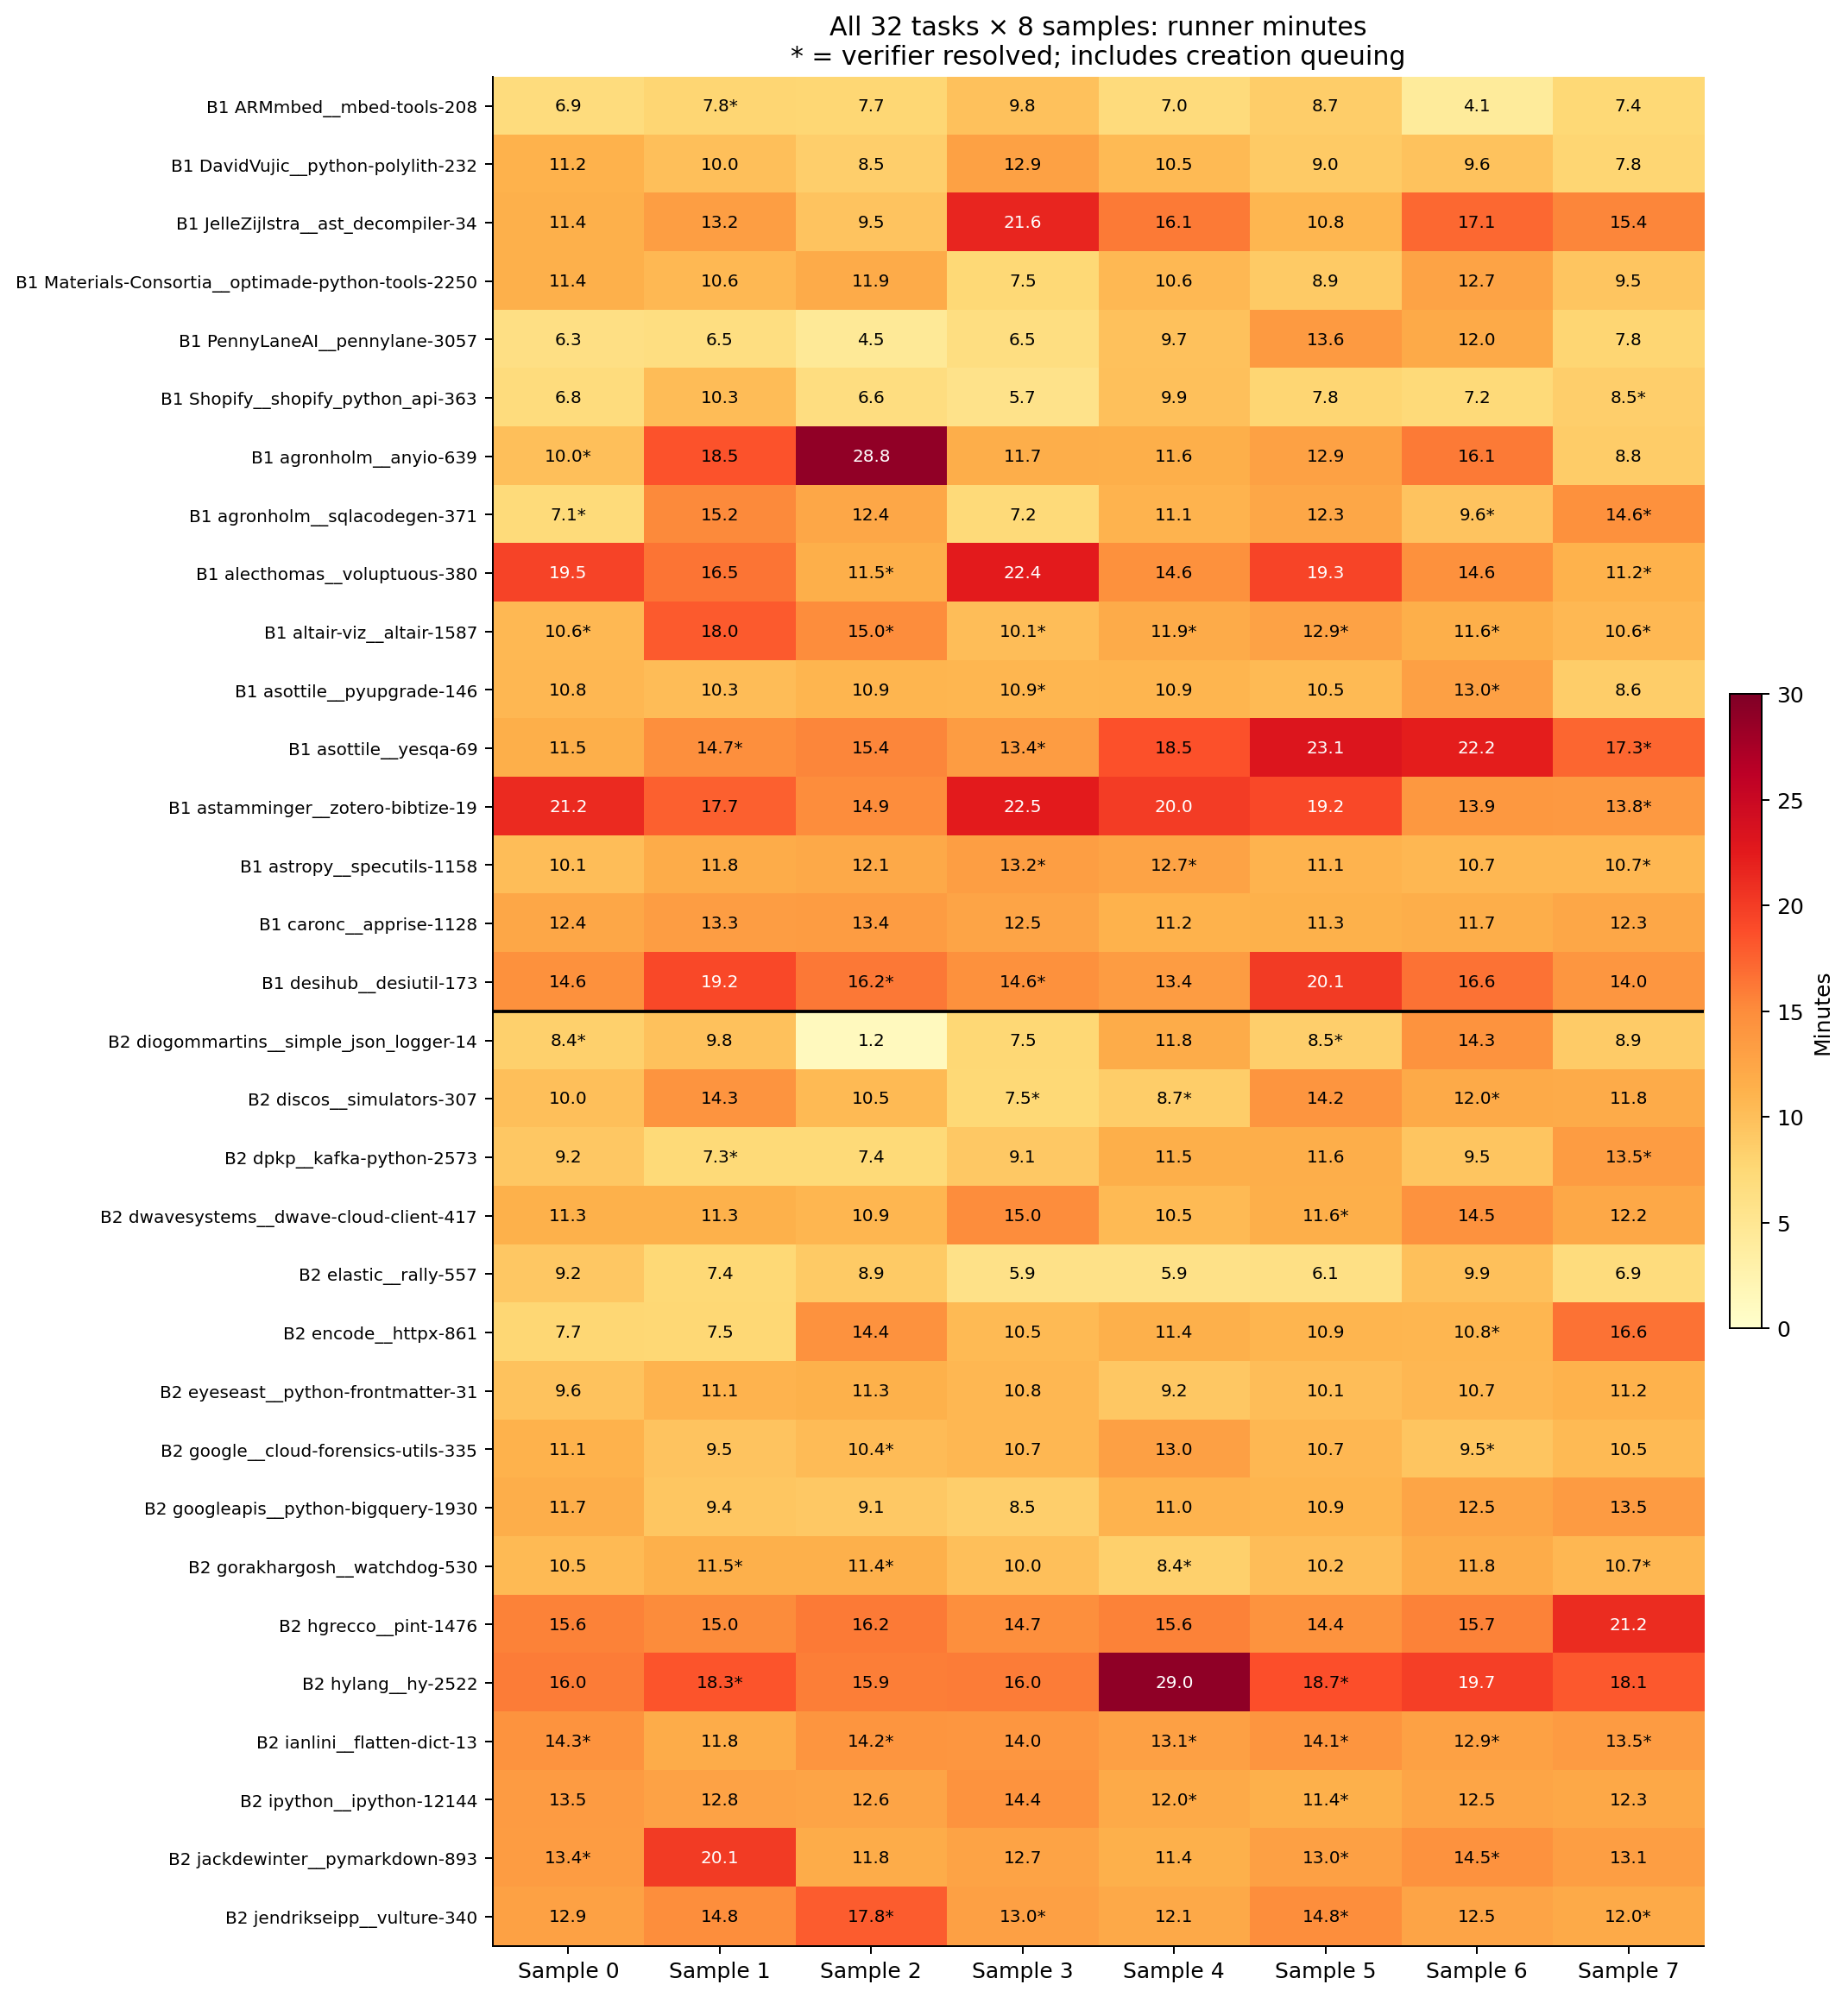 All 32 tasks × 8 samples: runner minutes
* = verifier resolved; includes creation queuing
B1 ARMmbed__mbed-tools-208 6.9 7.8* 7.7 9.8 7.0 8.7 4.1 7.4
B1 DavidVujic__python-polylith-232 11.2 10.0 8.5 12.9 10.5 9.0 9.6 7.8
B1 JelleZijlstra__ast_decompiler-34 11.4 13.2 9.5 21.6 16.1 10.8 17.1 15.4
B1 Materials-Consortia__optimade-python-tools-2250 11.4 10.6 11.9 7.5 10.6 8.9 12.7 9.5
B1 PennyLaneAI__pennylane-3057 6.3 6.5 4.5 6.5 9.7 13.6 12.0 7.8
B1 Shopify__shopify_python_api-363 6.8 10.3 6.6 5.7 9.9 7.8 7.2 8.5*
B1 agronholm__anyio-639 10.0* 18.5 28.8 11.7 11.6 12.9 16.1 8.8
B1 agronholm__sqlacodegen-371 7.1* 15.2 12.4 7.2 11.1 12.3 9.6* 14.6*
B1 alecthomas__voluptuous-380 19.5 16.5 11.5* 22.4 14.6 19.3 14.6 11.2*
B1 altair-viz__altair-1587 10.6* 18.0 15.0* 10.1* 11.9* 12.9* 11.6* 10.6*
B1 asottile__pyupgrade-146 10.8 10.3 10.9 10.9* 10.9 10.5 13.0* 8.6
B1 asottile__yesqa-69 11.5 14.7* 15.4 13.4* 18.5 23.1 22.2 17.3*
B1 astamminger__zotero-bibtize-19 21.2 17.7 14.9 22.5 20.0 19.2 13.9 13.8*
B1 astropy__specutils-1158 10.1 11.8 12.1 13.2* 12.7* 11.1 10.7 10.7*
B1 caronc__apprise-1128 12.4 13.3 13.4 12.5 11.2 11.3 11.7 12.3
B1 desihub__desiutil-173 14.6 19.2 16.2* 14.6* 13.4 20.1 16.6 14.0
B2 diogommartins__simple_json_logger-14 8.4* 9.8 1.2 7.5 11.8 8.5* 14.3 8.9
B2 discos__simulators-307 10.0 14.3 10.5 7.5* 8.7* 14.2 12.0* 11.8
B2 dpkp__kafka-python-2573 9.2 7.3* 7.4 9.1 11.5 11.6 9.5 13.5*
B2 dwavesystems__dwave-cloud-client-417 11.3 11.3 10.9 15.0 10.5 11.6* 14.5 12.2
B2 elastic__rally-557 9.2 7.4 8.9 5.9 5.9 6.1 9.9 6.9
B2 encode__httpx-861 7.7 7.5 14.4 10.5 11.4 10.9 10.8* 16.6
B2 eyeseast__python-frontmatter-31 9.6 11.1 11.3 10.8 9.2 10.1 10.7 11.2
B2 google__cloud-forensics-utils-335 11.1 9.5 10.4* 10.7 13.0 10.7 9.5* 10.5
B2 googleapis__python-bigquery-1930 11.7 9.4 9.1 8.5 11.0 10.9 12.5 13.5
B2 gorakhargosh__watchdog-530 10.5 11.5* 11.4* 10.0 8.4* 10.2 11.8 10.7*
B2 hgrecco__pint-1476 15.6 15.0 16.2 14.7 15.6 14.4 15.7 21.2
B2 hylang__hy-2522 16.0 18.3* 15.9 16.0 29.0 18.7* 19.7 18.1
B2 ianlini__flatten-dict-13 14.3* 11.8 14.2* 14.0 13.1* 14.1* 12.9* 13.5*
B2 ipython__ipython-12144 13.5 12.8 12.6 14.4 12.0* 11.4* 12.5 12.3
B2 jackdewinter__pymarkdown-893 13.4* 20.1 11.8 12.7 11.4 13.0* 14.5* 13.1
B2 jendrikseipp__vulture-340 12.9 14.8 17.8* 13.0* 12.1 14.8* 12.5 12.0*
Sample 0 Sample 1 Sample 2 Sample 3 Sample 4 Sample 5 Sample 6 Sample 7
30
25
20
15
10
5
0
Minutes